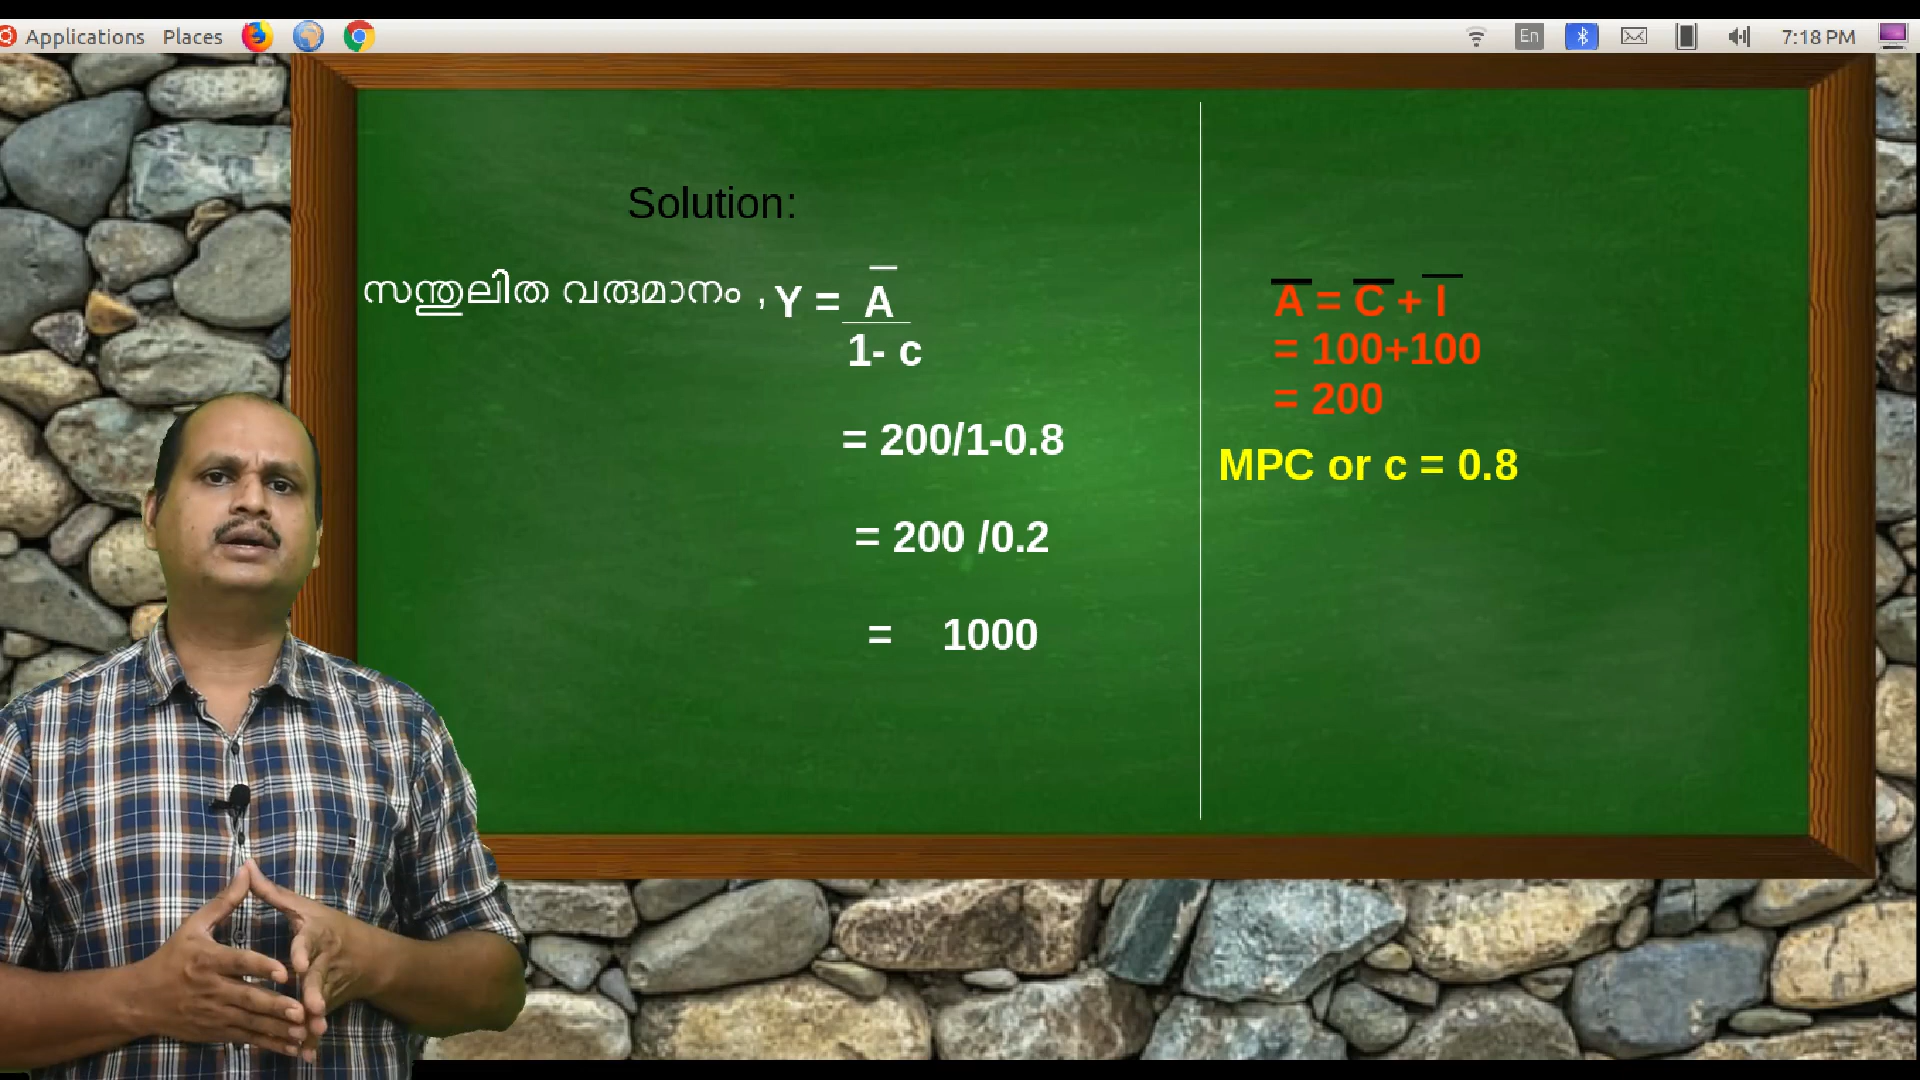 Applications Places En 7:18 PM
Solution:
സന്തുലിത വരുമാനം , Y = A̅
1- c
= 200/1-0.8
= 200 /0.2
= 1000
A̅ = C̅ + I̅
= 100+100
= 200
MPC or c = 0.8